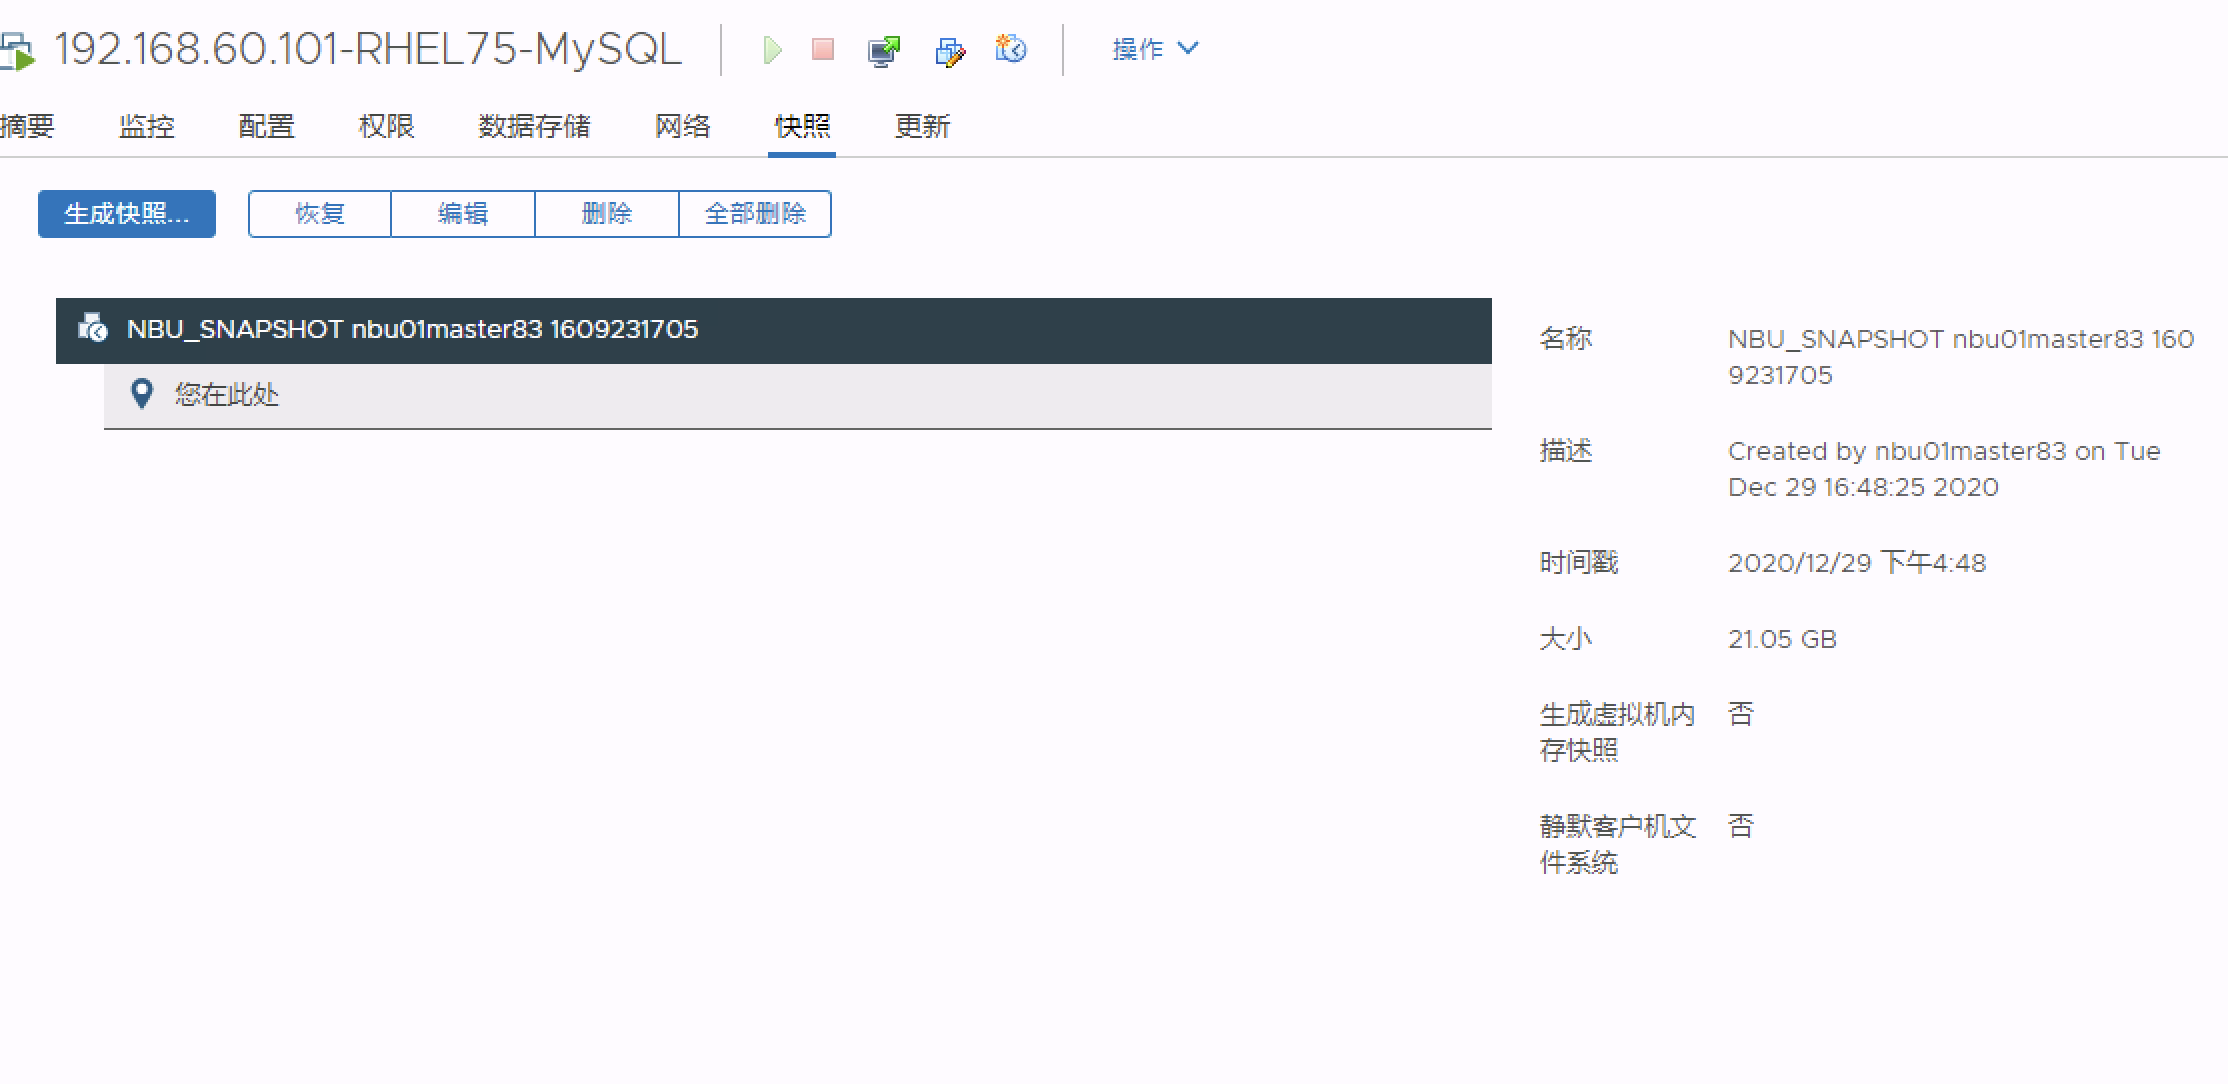 192.168.60.101-RHEL75-MySQL
操作
摘要 监控 配置 权限 数据存储 网络 快照 更新
生成快照... 恢复 编辑 删除 全部删除
NBU_SNAPSHOT nbu01master83 1609231705
您在此处
名称 NBU_SNAPSHOT nbu01master83 160
9231705
描述 Created by nbu01master83 on Tue
Dec 29 16:48:25 2020
时间戳 2020/12/29 下午4:48
大小 21.05 GB
生成虚拟机内 否
存快照
静默客户机文 否
件系统